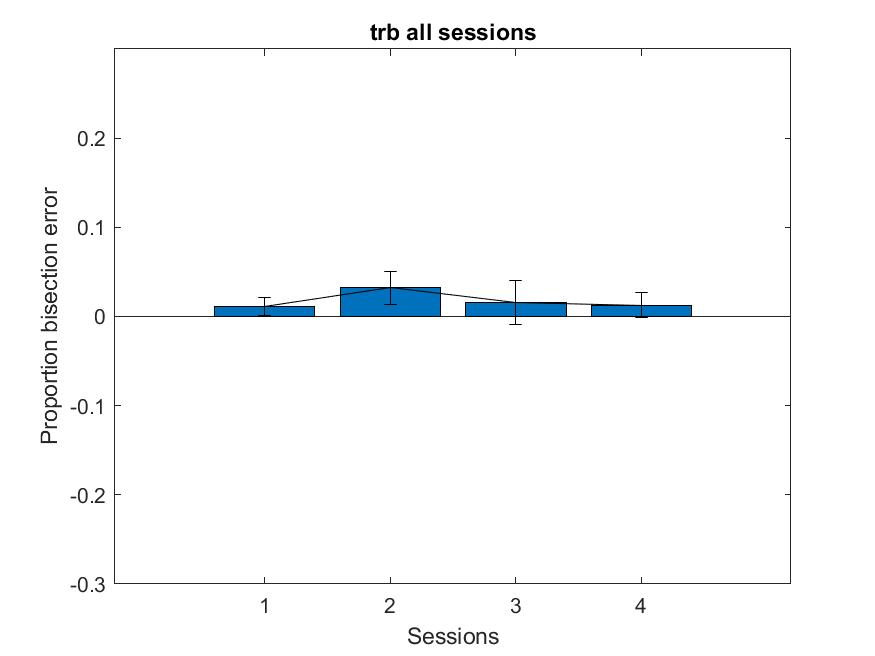 trb all sessions
Proportion bisection error
0.2
0.1
0
-0.1
-0.2
-0.3
1 2 3 4
Sessions